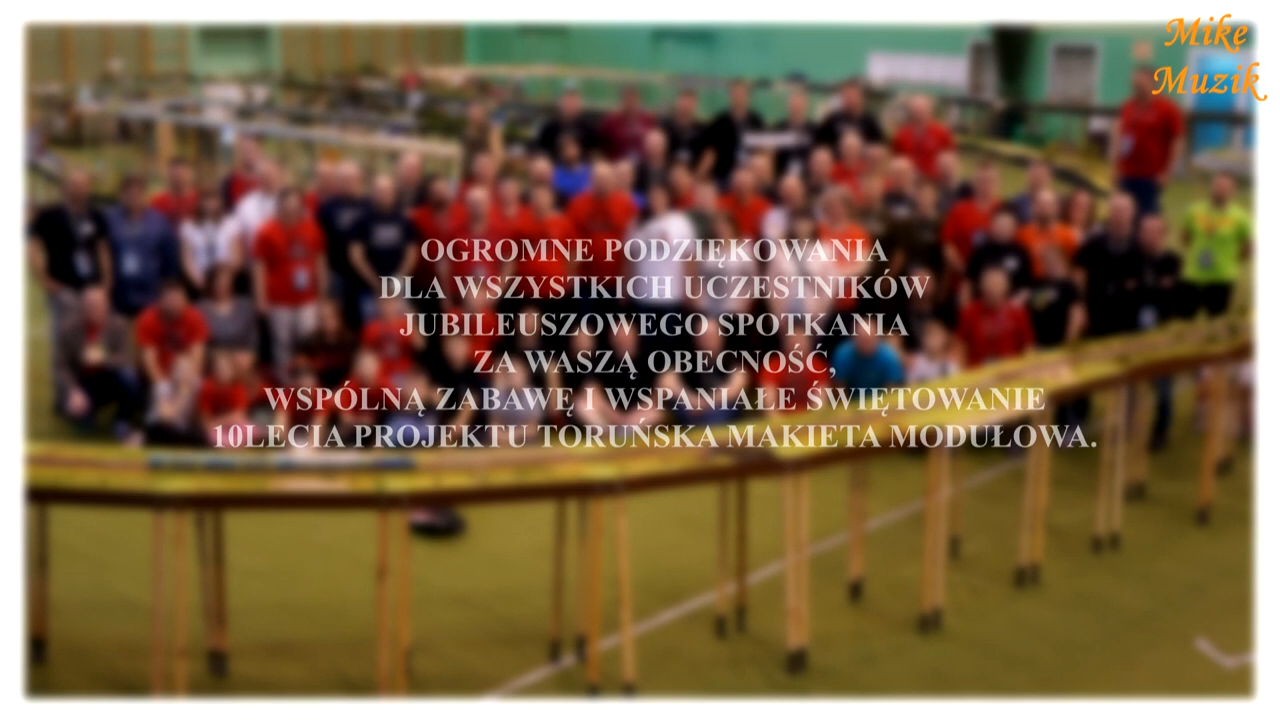 Mike
Muzik
OGROMNE PODZIĘKOWANIA
DLA WSZYSTKICH UCZESTNIKÓW
JUBILEUSZOWEGO SPOTKANIA
ZA WASZĄ OBECNOŚĆ,
WSPÓLNĄ ZABAWĘ I WSPANIAŁE ŚWIĘTOWANIE
10LECIA PROJEKTU TORUŃSKA MAKIETA MODUŁOWA.